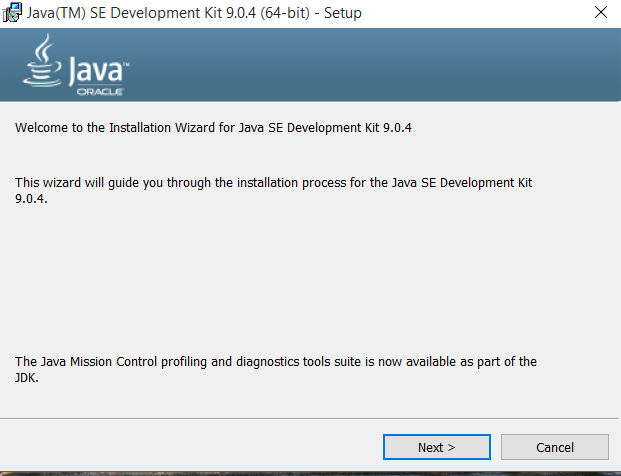 Java(TM) SE Development Kit 9.0.4 (64-bit) - Setup
Java™
ORACLE
Welcome to the Installation Wizard for Java SE Development Kit 9.0.4
This wizard will guide you through the installation process for the Java SE Development Kit
9.0.4.
The Java Mission Control profiling and diagnostics tools suite is now available as part of the
JDK.
Next >
Cancel